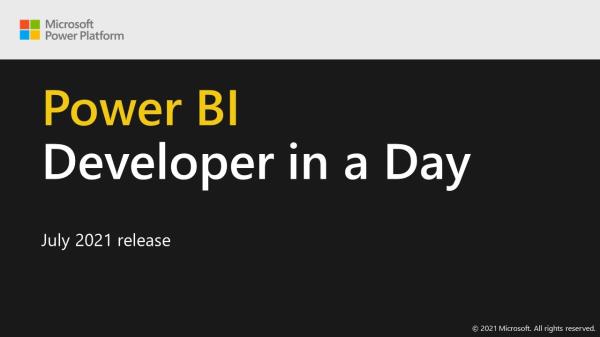 Microsoft
Power Platform
Power BI
Developer in a Day
July 2021 release
© 2021 Microsoft. All rights reserved.